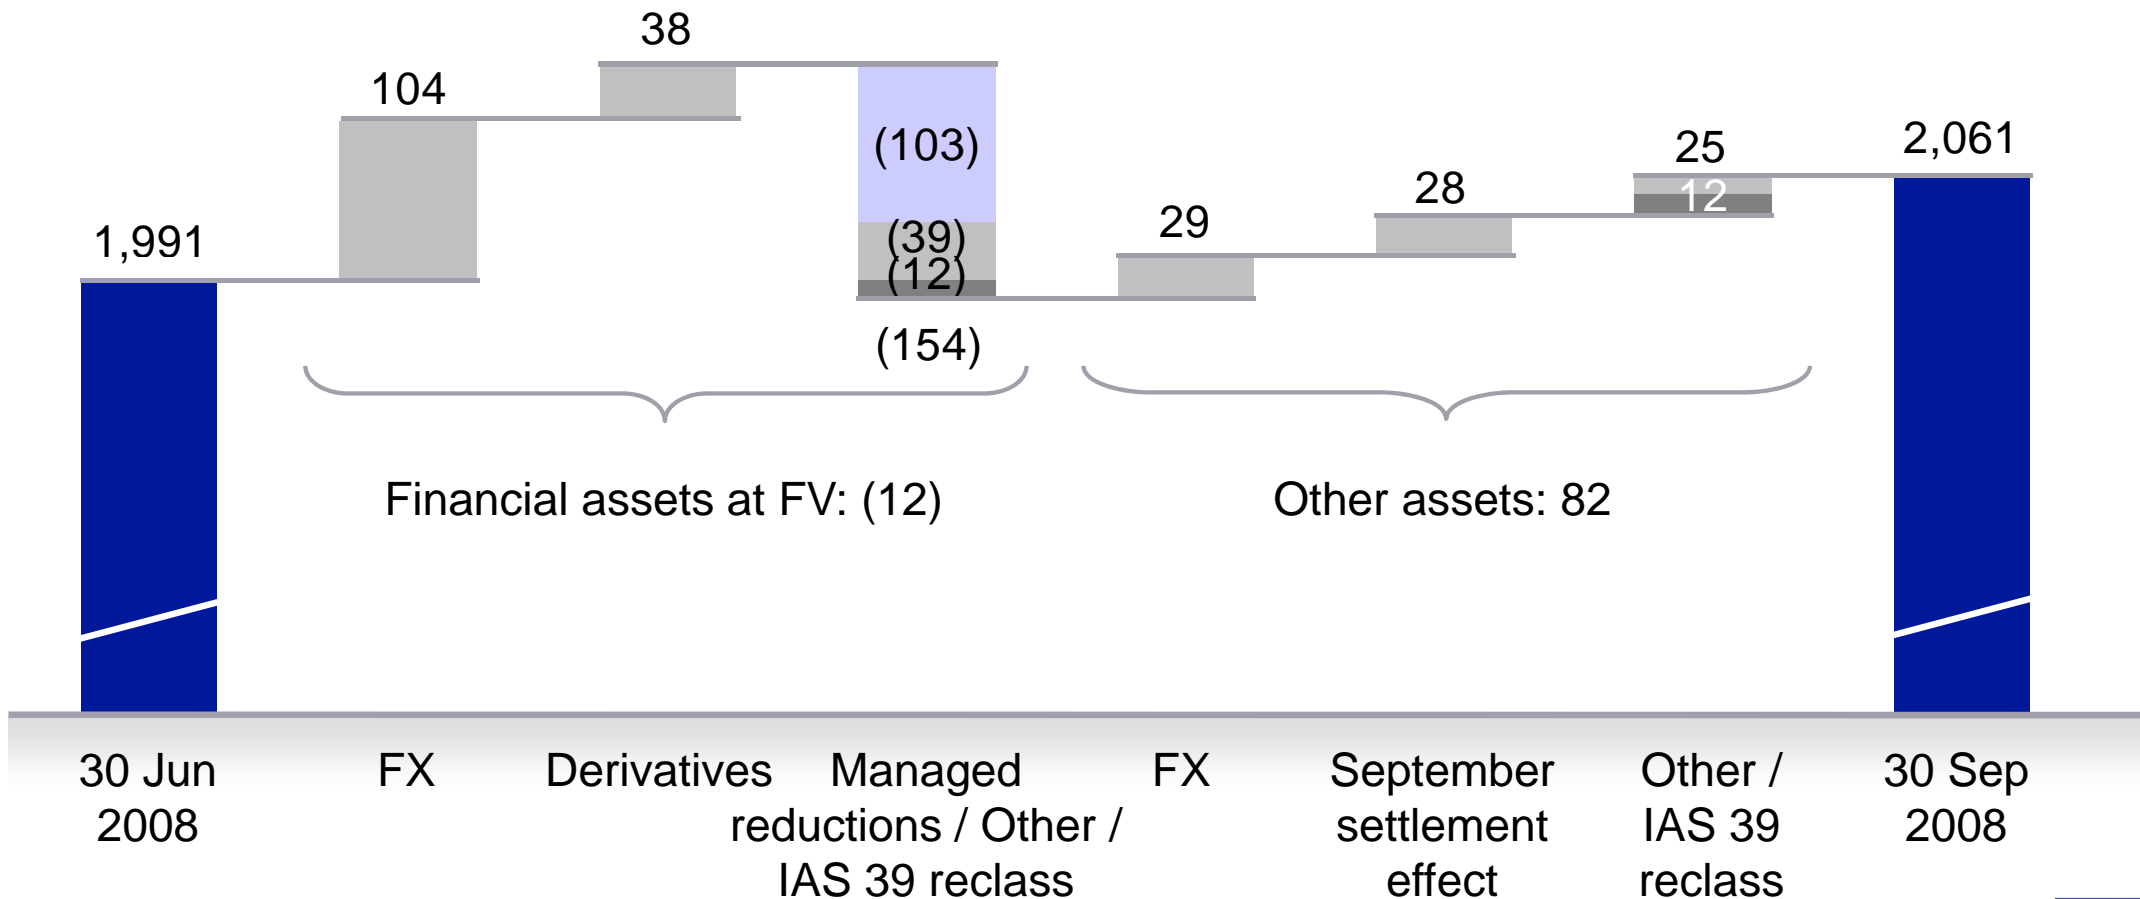 38
104
(103)
25
2,061
12
28
29
1,991
(39)
(12)
(154)
Financial assets at FV: (12)
Other assets: 82
30 Jun
2008
FX
Derivatives
Managed
reductions / Other /
IAS 39 reclass
FX
September
settlement
effect
Other /
IAS 39
reclass
30 Sep
2008